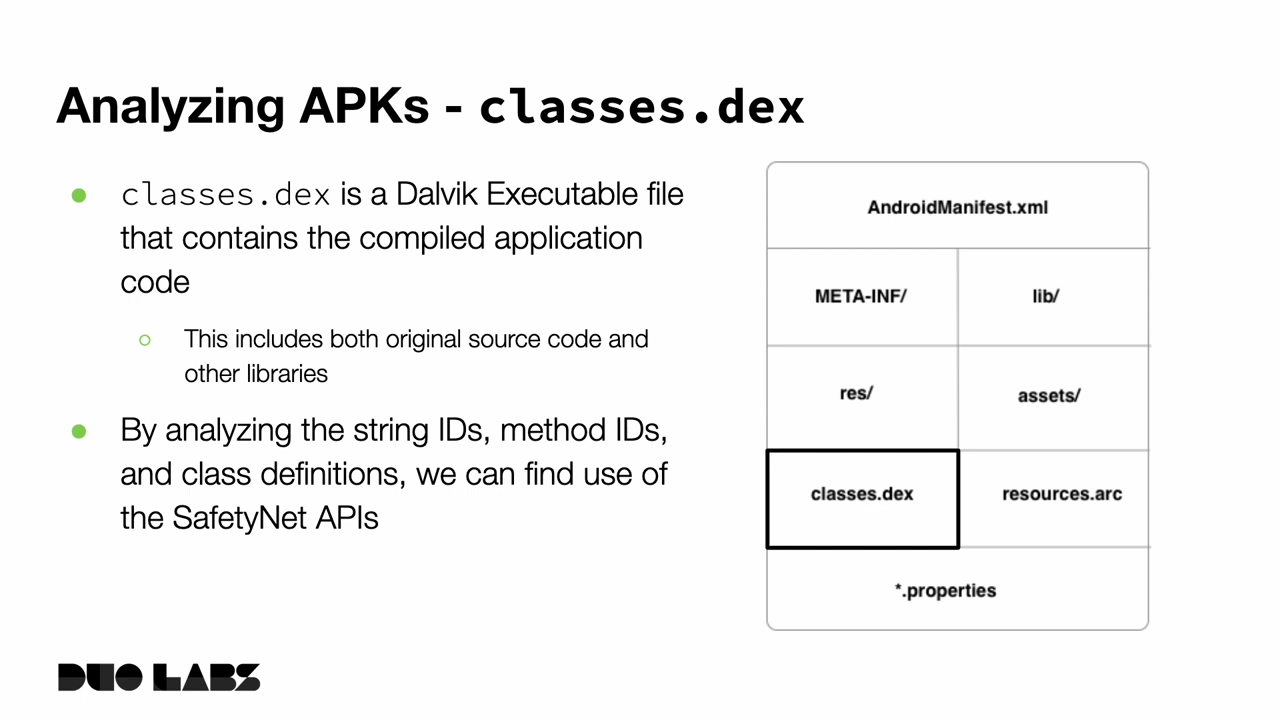 Analyzing APKs - classes.dex
● classes.dex is a Dalvik Executable file
that contains the compiled application
code
○ This includes both original source code and
other libraries
● By analyzing the string IDs, method IDs,
and class definitions, we can find use of
the SafetyNet APIs
AndroidManifest.xml
META-INF/ lib/
res/ assets/
classes.dex resources.arc
*.properties
DUO LABS